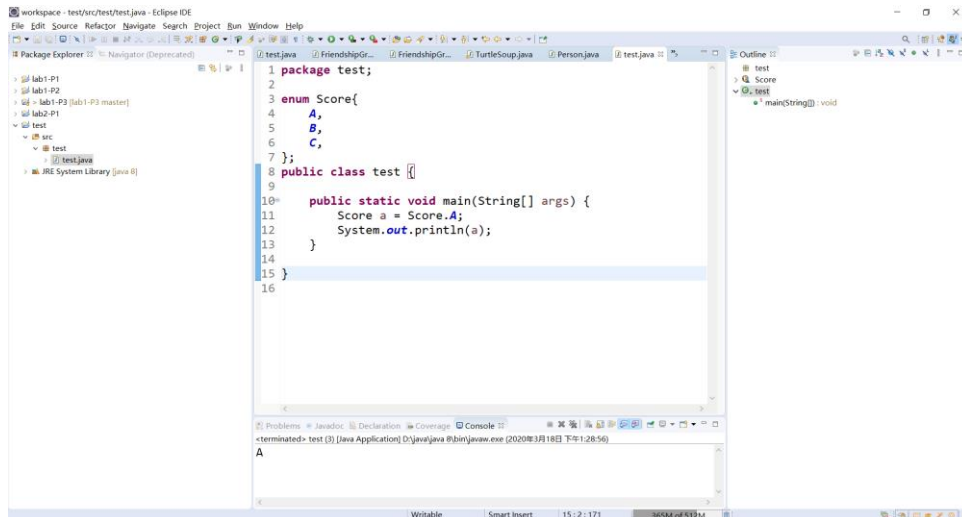 workspace - test/src/test/test.java - Eclipse IDE
File Edit Source Refactor Navigate Search Project Run Window Help
Package Explorer Navigator (Deprecated)
lab1-P1
lab1-P2
> lab1-P3 [lab1-P3 master]
lab2-P1
test
src
test
test.java
JRE System Library [java 8]
test.java FriendshipGr... FriendshipGr... TurtleSoup.java Person.java test.java
1 package test;
2
3 enum Score{
4 A,
5 B,
6 C,
7 };
8 public class test {
9
10 public static void main(String[] args) {
11 Score a = Score.A;
12 System.out.println(a);
13 }
14
15 }
16
Outline
test
Score
test
main(String[]) : void
Problems Javadoc Declaration Coverage Console
<terminated> test (3) [Java Application] D:\java\java 8\bin\javaw.exe (2020年3月18日 下午1:28:56)
A
Writable Smart Insert 15 : 2 : 171 365M of 512M